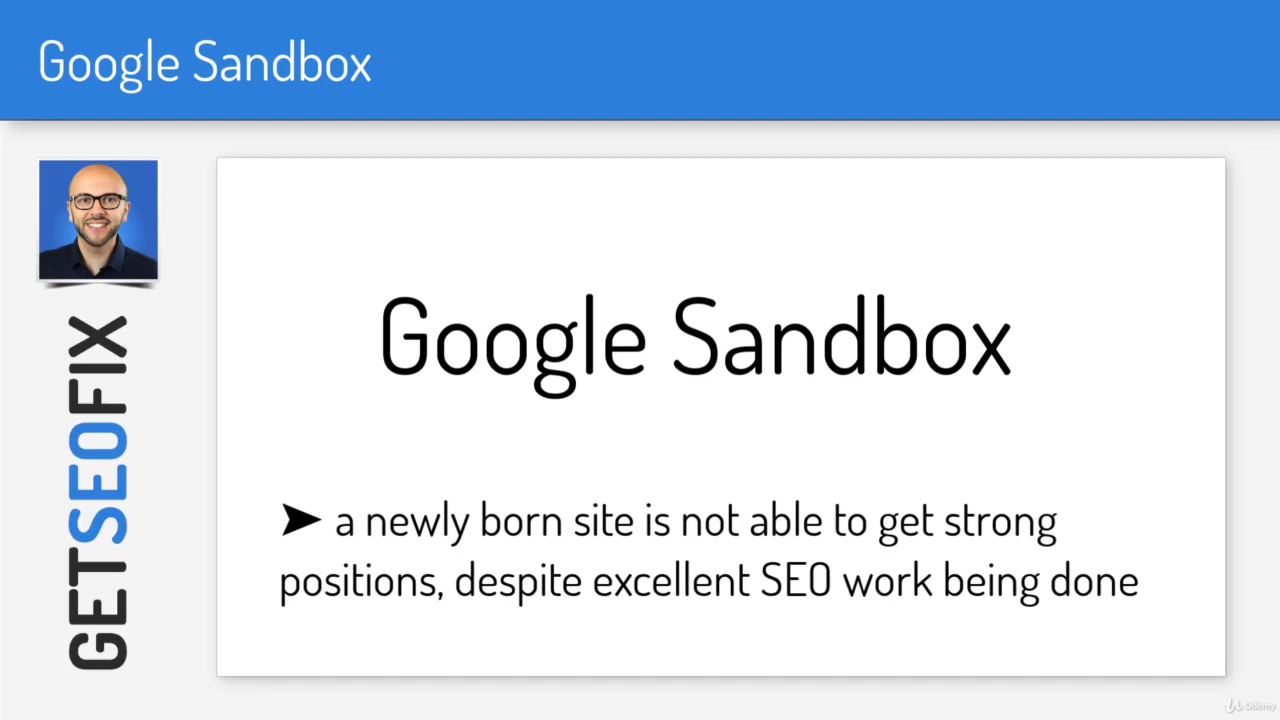 Google Sandbox
GETSEOFIX
Google Sandbox
➤ a newly born site is not able to get strong
positions, despite excellent SEO work being done
Udemy